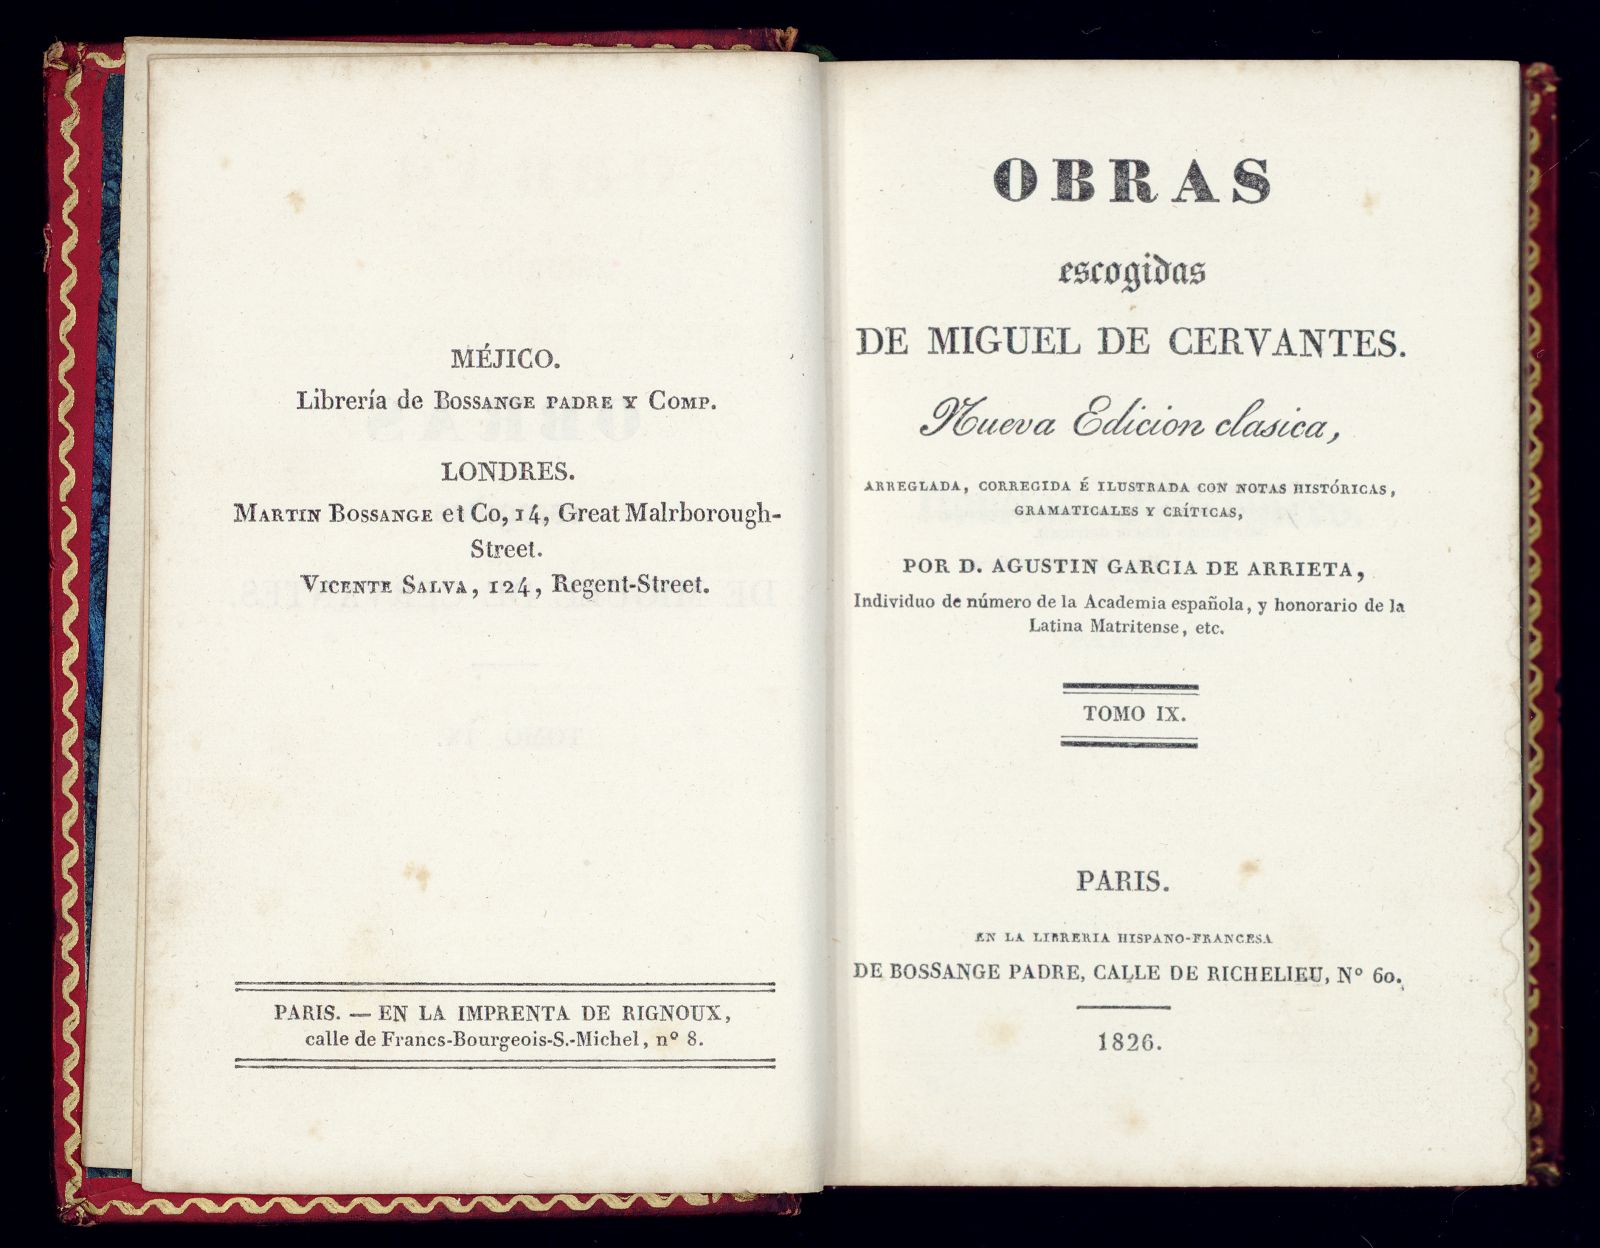 MÉJICO.
Librería de BOSSANGE PADRE Y COMP.
LONDRES.
MARTIN BOSSANGE et Co, 14, Great Malrborough-
Street.
VICENTE SALVA, 124, Regent-Street.
PARIS. — EN LA IMPRENTA DE RIGNOUX,
calle de Francs-Bourgeois-S.-Michel, nº 8.
OBRAS
escogidas
DE MIGUEL DE CERVANTES.
Nueva Edicion clasica,
ARREGLADA, CORREGIDA É ILUSTRADA CON NOTAS HISTÓRICAS,
GRAMATICALES Y CRÍTICAS,
POR D. AGUSTIN GARCIA DE ARRIETA,
Individuo de número de la Academia española, y honorario de la
Latina Matritense, etc.
TOMO IX.
PARIS.
EN LA LIBRERIA HISPANO-FRANCESA
DE BOSSANGE PADRE, CALLE DE RICHELIEU, Nº 60.
1826.